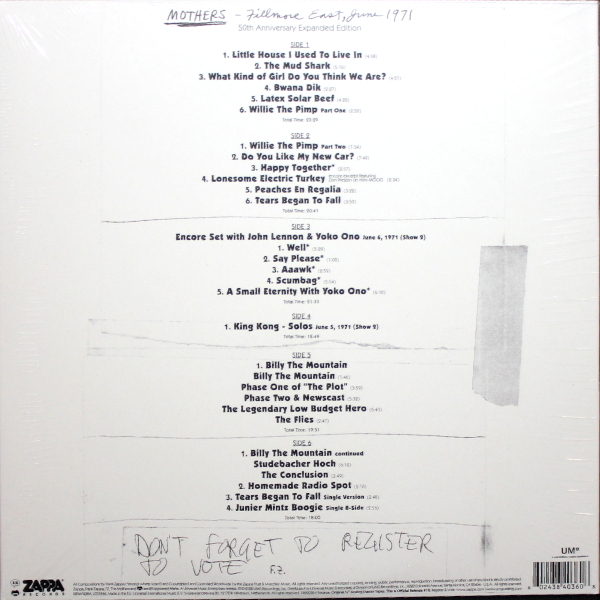 MOTHERS - Fillmore East, June 1971
50th Anniversary Expanded Edition
SIDE 1
1. Little House I Used To Live In
2. The Mud Shark
3. What Kind of Girl Do You Think We Are?
4. Bwana Dik
5. Latex Solar Beef
6. Willie The Pimp Part One
SIDE 2
1. Willie The Pimp Part Two
2. Do You Like My New Car?
3. Happy Together*
4. Lonesome Electric Turkey
5. Peaches En Regalia
6. Tears Began To Fall
SIDE 3
Encore Set with John Lennon & Yoko Ono June 6, 1971 (Show 2)
1. Well*
2. Say Please*
3. Aaawk*
4. Scumbag*
5. A Small Eternity With Yoko Ono*
SIDE 4
1. King Kong - Solos June 5, 1971 (Show 2)
SIDE 5
1. Billy The Mountain
Billy The Mountain
Phase One of "The Plot"
Phase Two & Newscast
The Legendary Low Budget Hero
The Flies
SIDE 6
1. Billy The Mountain continued
Studebacher Hoch
The Conclusion
2. Homemade Radio Spot
3. Tears Began To Fall Single Version
4. Junier Mintz Boogie Single B-Side
DON'T FORGET TO REGISTER
TO VOTE F.Z.
ZAPPA
RECORDS
UMe